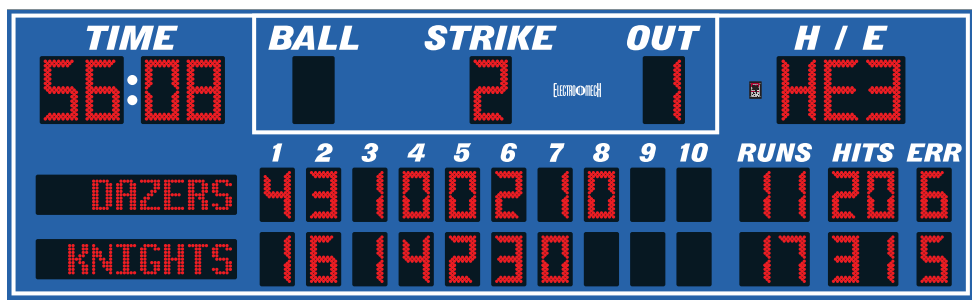 TIME BALL STRIKE OUT H / E
56:08 2 ELECTRO-MECH 1 HE3
1 2 3 4 5 6 7 8 9 10 RUNS HITS ERR
DAZERS 4 3 1 0 0 2 1 0 11 20 6
KNIGHTS 1 6 1 4 2 3 0 17 31 5